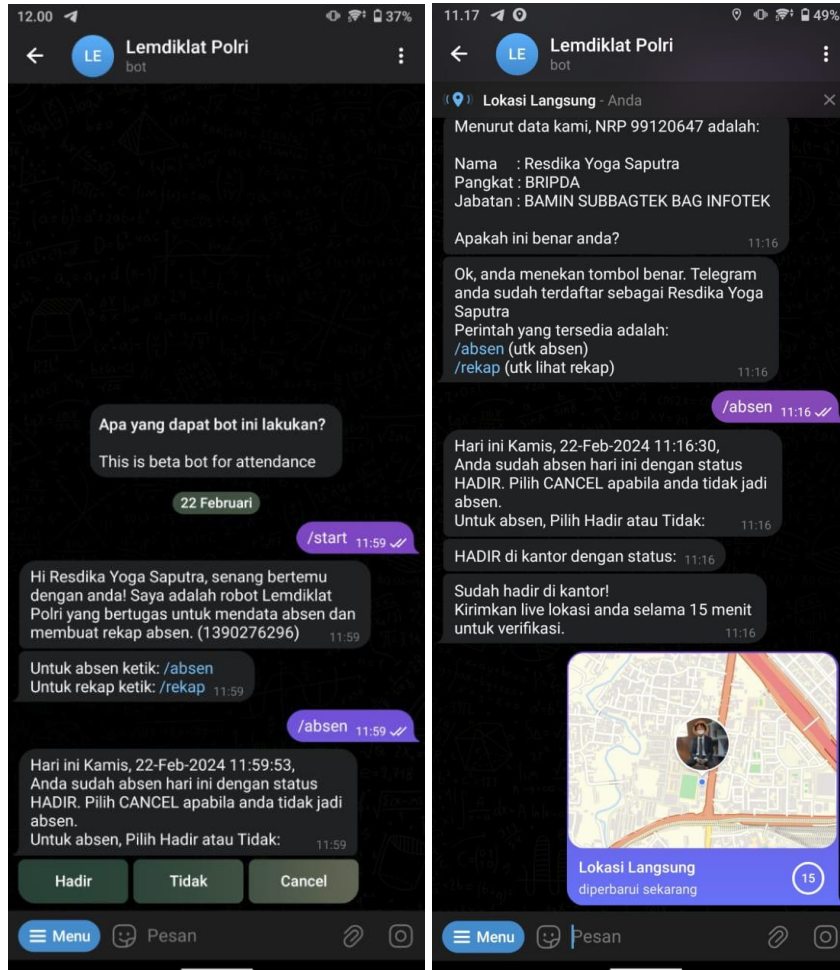 12.00
37%
LE
Lemdiklat Polri
bot
Apa yang dapat bot ini lakukan?
This is beta bot for attendance
22 Februari
/start 11:59
Hi Resdika Yoga Saputra, senang bertemu
dengan anda! Saya adalah robot Lemdiklat
Polri yang bertugas untuk mendata absen dan
membuat rekap absen. (1390276296) 11:59
Untuk absen ketik: /absen
Untuk rekap ketik: /rekap 11:59
/absen 11:59
Hari ini Kamis, 22-Feb-2024 11:59:53,
Anda sudah absen hari ini dengan status
HADIR. Pilih CANCEL apabila anda tidak jadi
absen.
Untuk absen, Pilih Hadir atau Tidak: 11:59
Hadir Tidak Cancel
Menu Pesan
11.17
49%
LE
Lemdiklat Polri
bot
Lokasi Langsung - Anda
Menurut data kami, NRP 99120647 adalah:
Nama : Resdika Yoga Saputra
Pangkat : BRIPDA
Jabatan : BAMIN SUBBAGTEK BAG INFOTEK
Apakah ini benar anda? 11:16
Ok, anda menekan tombol benar. Telegram
anda sudah terdaftar sebagai Resdika Yoga
Saputra
Perintah yang tersedia adalah:
/absen (utk absen)
/rekap (utk lihat rekap) 11:16
/absen 11:16
Hari ini Kamis, 22-Feb-2024 11:16:30,
Anda sudah absen hari ini dengan status
HADIR. Pilih CANCEL apabila anda tidak jadi
absen.
Untuk absen, Pilih Hadir atau Tidak: 11:16
HADIR di kantor dengan status: 11:16
Sudah hadir di kantor!
Kirimkan live lokasi anda selama 15 menit
untuk verifikasi. 11:16
Lokasi Langsung
diperbarui sekarang
15
Menu Pesan